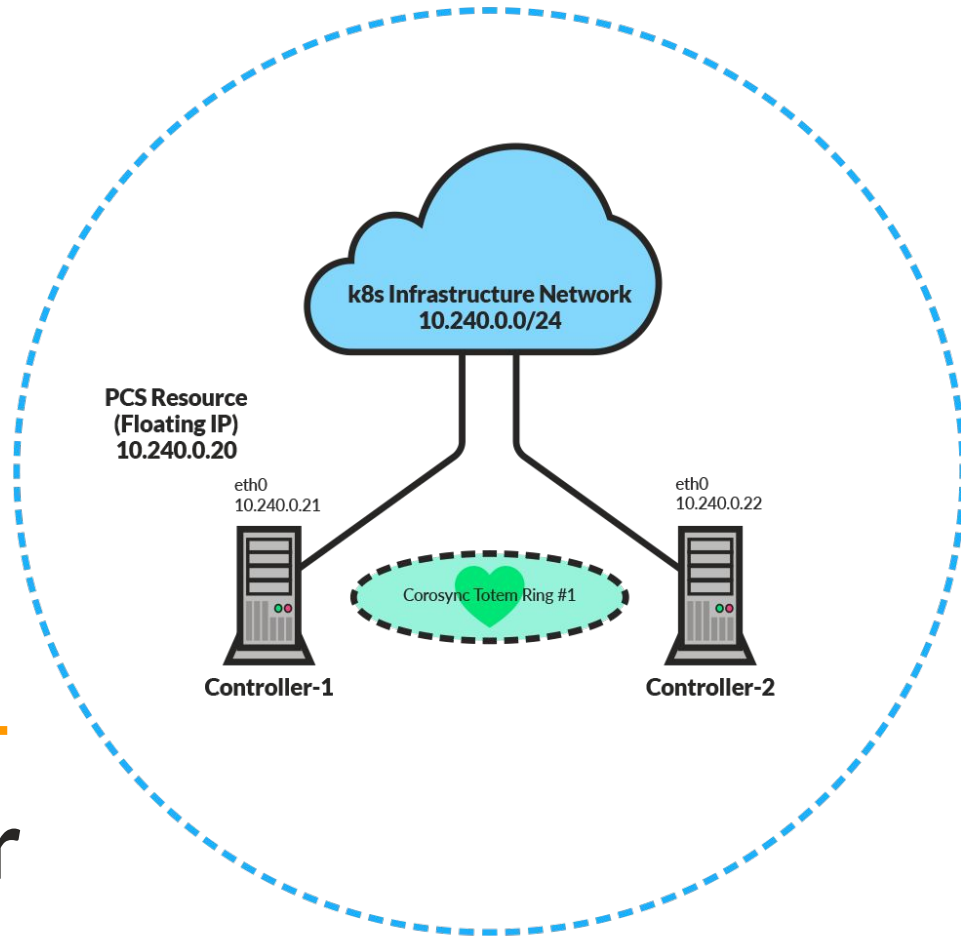 k8s Infrastructure Network
10.240.0.0/24
PCS Resource
(Floating IP)
10.240.0.20
eth0
10.240.0.21
eth0
10.240.0.22
Corosync Totem Ring #1
Controller-1
Controller-2
r